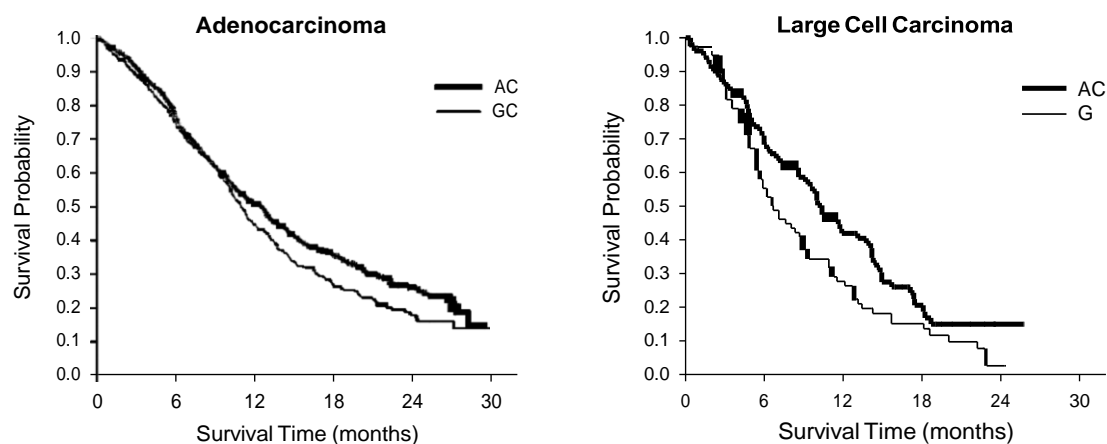 Adenocarcinoma
1.0
0.9
0.8
0.7
0.6
0.5
0.4
0.3
0.2
0.1
0.0
Survival Probability
AC
GC
0 6 12 18 24 30
Survival Time (months)
Large Cell Carcinoma
1.0
0.9
0.8
0.7
0.6
0.5
0.4
0.3
0.2
0.1
0.0
Survival Probability
AC
G
0 6 12 18 24 30
Survival Time (months)